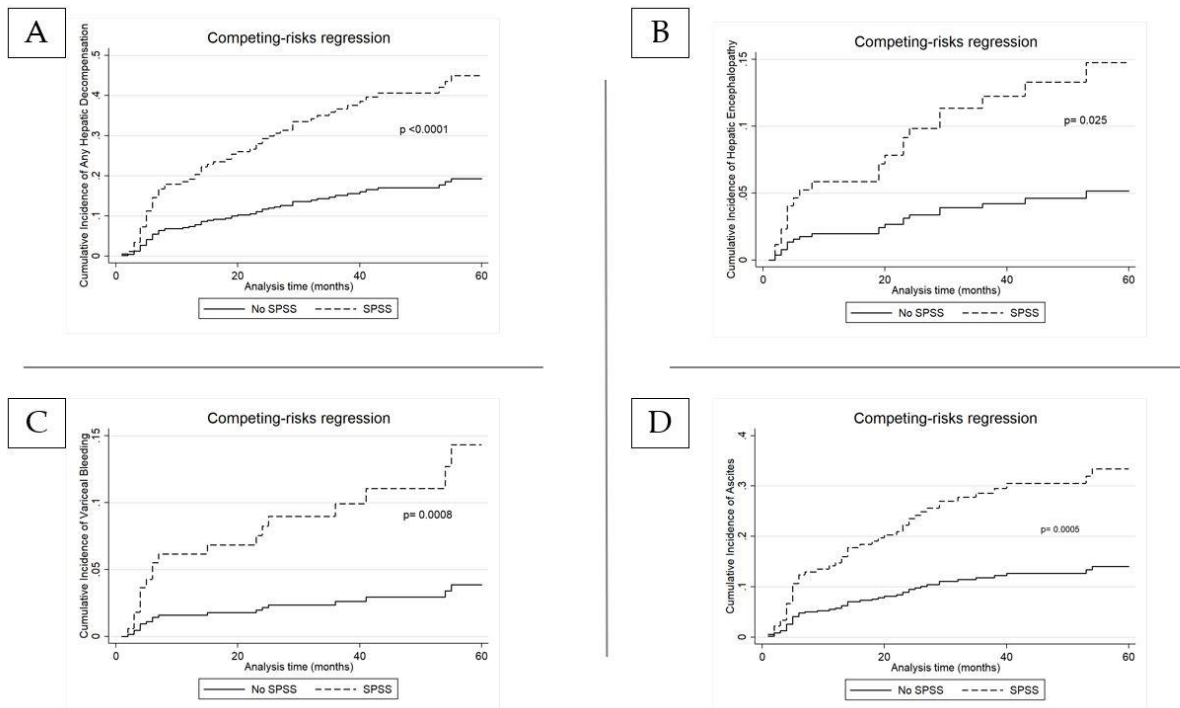 A
Competing-risks regression
Cumulative Incidence of Any Hepatic Decompensation
.5
.4
.3
.2
.1
0
p <0.0001
0 20 40 60
Analysis time (months)
No SPSS SPSS
B
Competing-risks regression
Cumulative Incidence of Hepatic Encephalopathy
.15
.1
.05
0
p= 0.025
0 20 40 60
Analysis time (months)
No SPSS SPSS
C
Competing-risks regression
Cumulative Incidence of Variceal Bleeding
.15
.1
.05
0
p= 0.0008
0 20 40 60
Analysis time (months)
No SPSS SPSS
D
Competing-risks regression
Cumulative Incidence of Ascites
.4
.3
.2
.1
0
p= 0.0005
0 20 40 60
Analysis time (months)
No SPSS SPSS